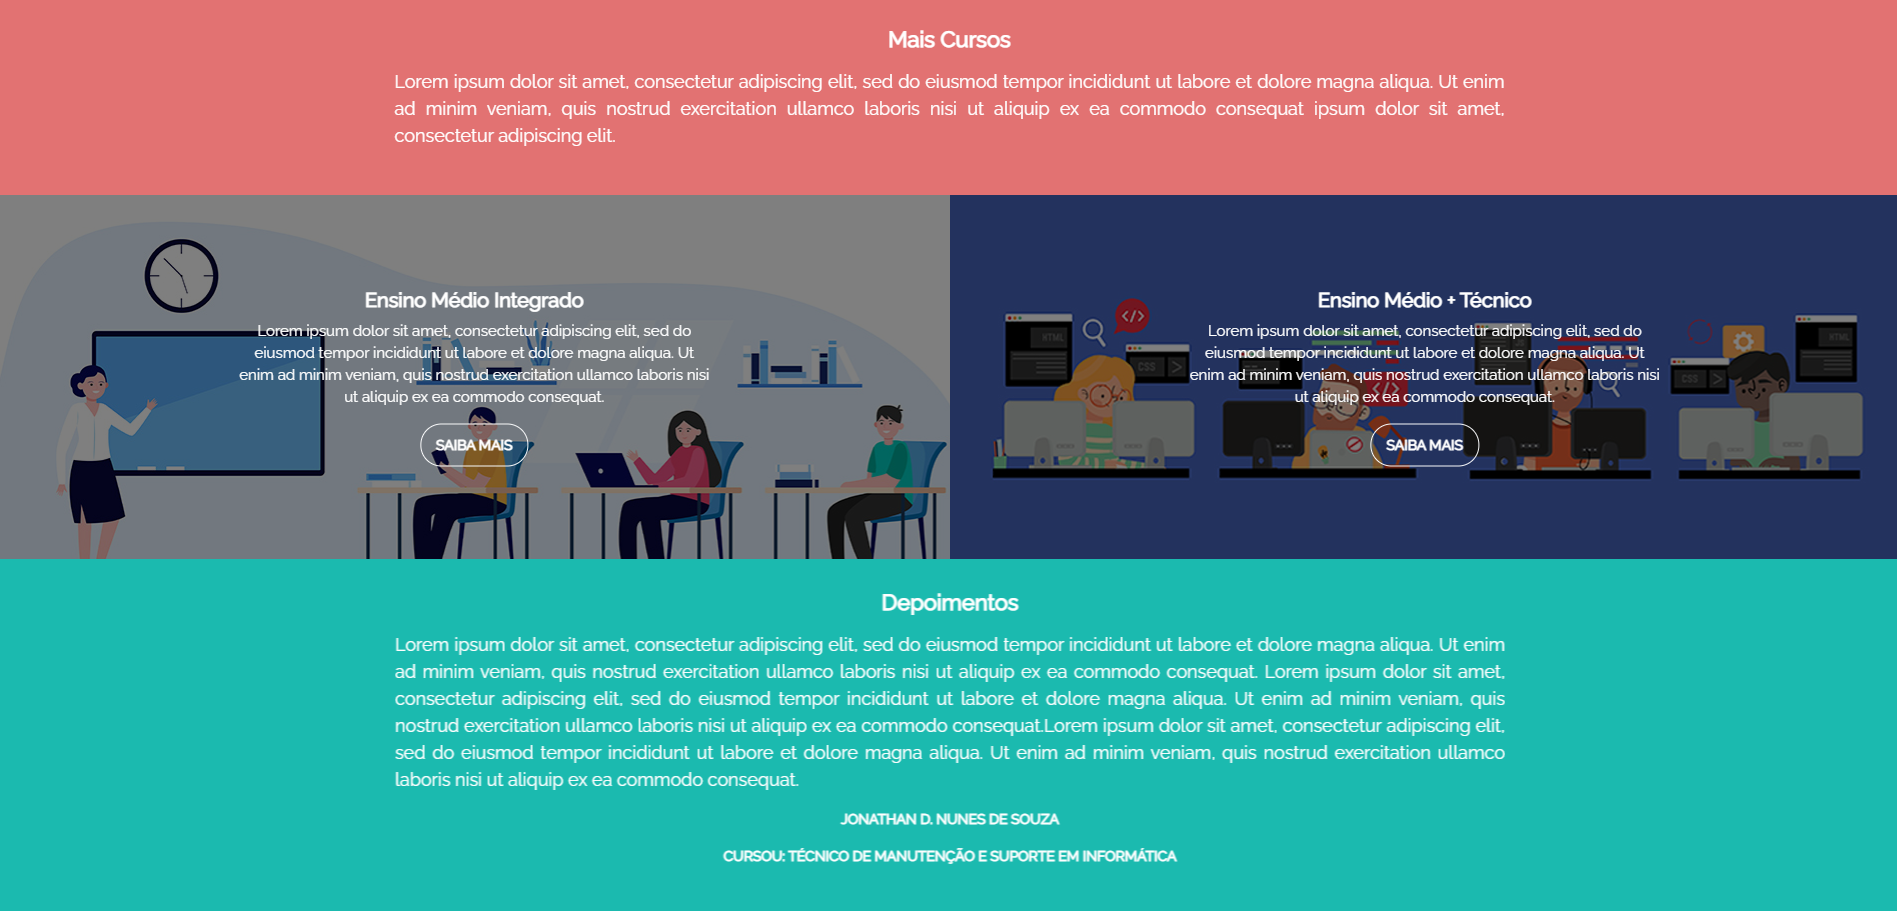 Mais Cursos
Lorem ipsum dolor sit amet, consectetur adipiscing elit, sed do eiusmod tempor incididunt ut labore et dolore magna aliqua. Ut enim
ad minim veniam, quis nostrud exercitation ullamco laboris nisi ut aliquip ex ea commodo consequat ipsum dolor sit amet,
consectetur adipiscing elit.
Ensino Médio Integrado
Lorem ipsum dolor sit amet, consectetur adipiscing elit, sed do
eiusmod tempor incididunt ut labore et dolore magna aliqua. Ut
enim ad minim veniam, quis nostrud exercitation ullamco laboris nisi
ut aliquip ex ea commodo consequat.
SAIBA MAIS
Ensino Médio + Técnico
Lorem ipsum dolor sit amet, consectetur adipiscing elit, sed do
eiusmod tempor incididunt ut labore et dolore magna aliqua. Ut
enim ad minim veniam, quis nostrud exercitation ullamco laboris nisi
ut aliquip ex ea commodo consequat.
SAIBA MAIS
HTML
</>
CSS
</>
CSS
HTML
Depoimentos
Lorem ipsum dolor sit amet, consectetur adipiscing elit, sed do eiusmod tempor incididunt ut labore et dolore magna aliqua. Ut enim
ad minim veniam, quis nostrud exercitation ullamco laboris nisi ut aliquip ex ea commodo consequat. Lorem ipsum dolor sit amet,
consectetur adipiscing elit, sed do eiusmod tempor incididunt ut labore et dolore magna aliqua. Ut enim ad minim veniam, quis
nostrud exercitation ullamco laboris nisi ut aliquip ex ea commodo consequat.Lorem ipsum dolor sit amet, consectetur adipiscing elit,
sed do eiusmod tempor incididunt ut labore et dolore magna aliqua. Ut enim ad minim veniam, quis nostrud exercitation ullamco
laboris nisi ut aliquip ex ea commodo consequat.
JONATHAN D. NUNES DE SOUZA
CURSOU: TÉCNICO DE MANUTENÇÃO E SUPORTE EM INFORMÁTICA